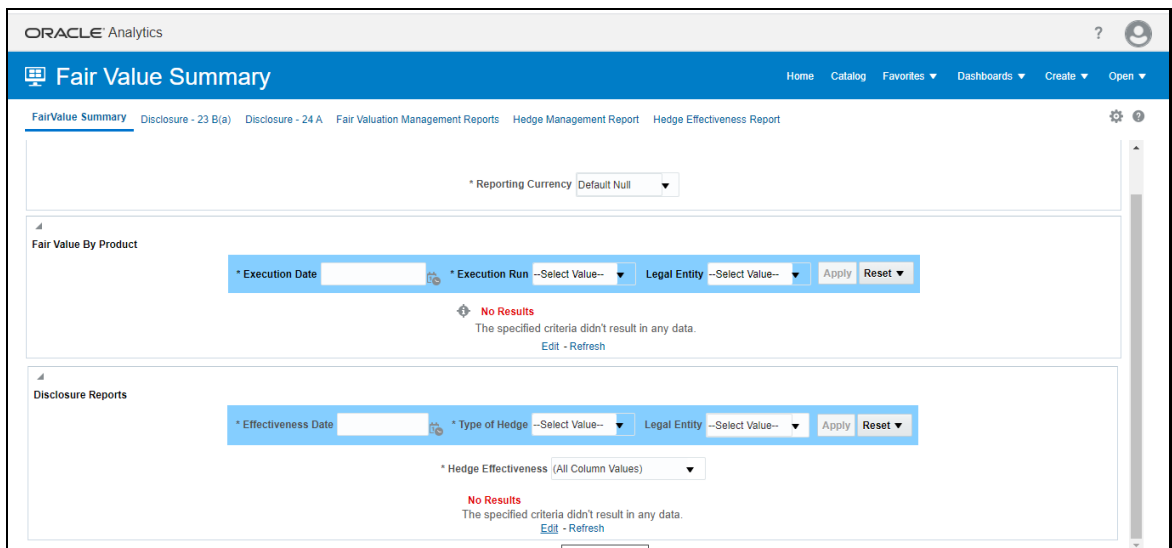 ORACLE Analytics ?
Fair Value Summary Home Catalog Favorites Dashboards Create Open
FairValue Summary Disclosure - 23 B(a) Disclosure - 24 A Fair Valuation Management Reports Hedge Management Report Hedge Effectiveness Report ?
* Reporting Currency Default Null
Fair Value By Product
* Execution Date * Execution Run --Select Value-- Legal Entity --Select Value-- Apply Reset
No Results
The specified criteria didn't result in any data.
Edit - Refresh
Disclosure Reports
* Effectiveness Date * Type of Hedge --Select Value-- Legal Entity --Select Value-- Apply Reset
* Hedge Effectiveness (All Column Values)
No Results
The specified criteria didn't result in any data.
Edit - Refresh